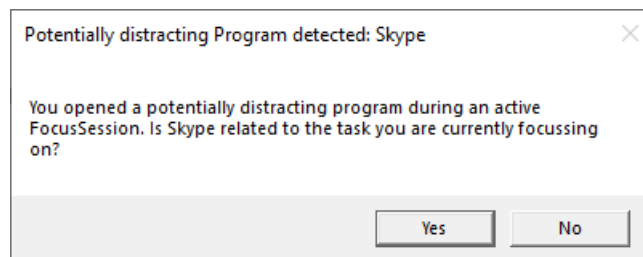 Potentially distracting Program detected: Skype
You opened a potentially distracting program during an active
FocusSession. Is Skype related to the task you are currently focussing
on?
Yes No